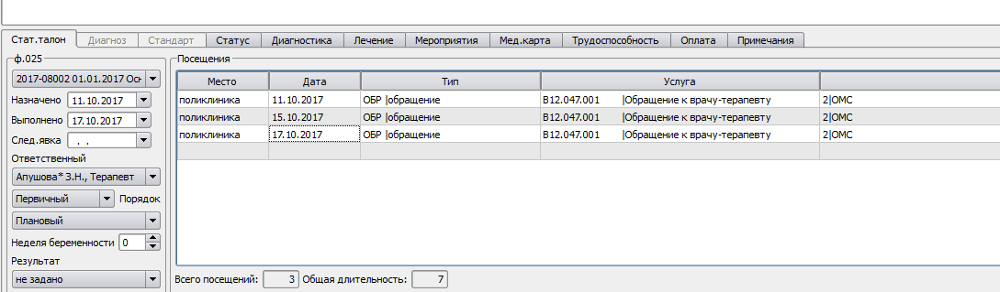 Стат.талон Диагноз Стандарт Статус Диагностика Лечение Мероприятия Мед.карта Трудоспособность Оплата Примечания
ф.025
2017-08002 01.01.2017 Осн
Назначено 11.10.2017
Выполнено 17.10.2017
След.явка . .
Ответственный
Апушова* З.Н., Терапевт
Первичный Порядок
Плановый
Неделя беременности 0
Результат
не задано
Посещения
Место Дата Тип Услуга
поликлиника 11.10.2017 ОБР |обращение B12.047.001 |Обращение к врачу-терапевту 2|ОМС
поликлиника 15.10.2017 ОБР |обращение B12.047.001 |Обращение к врачу-терапевту 2|ОМС
поликлиника 17.10.2017 ОБР |обращение B12.047.001 |Обращение к врачу-терапевту 2|ОМС
Всего посещений: 3 Общая длительность: 7